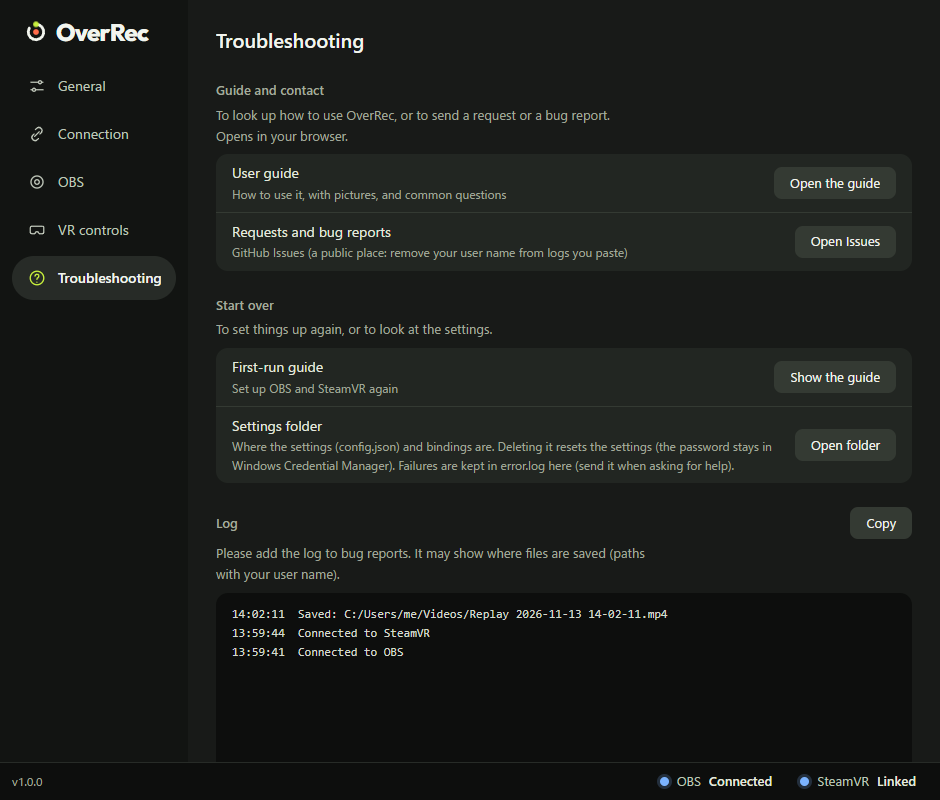 OverRec
General
Connection
OBS
VR controls
Troubleshooting
Troubleshooting
Guide and contact
To look up how to use OverRec, or to send a request or a bug report.
Opens in your browser.
User guide
How to use it, with pictures, and common questions
Open the guide
Requests and bug reports
GitHub Issues (a public place: remove your user name from logs you paste)
Open Issues
Start over
To set things up again, or to look at the settings.
First-run guide
Set up OBS and SteamVR again
Show the guide
Settings folder
Where the settings (config.json) and bindings are. Deleting it resets the settings (the password stays in
Windows Credential Manager). Failures are kept in error.log here (send it when asking for help).
Open folder
Log
Copy
Please add the log to bug reports. It may show where files are saved (paths
with your user name).
14:02:11 Saved: C:/Users/me/Videos/Replay 2026-11-13 14-02-11.mp4
13:59:44 Connected to SteamVR
13:59:41 Connected to OBS
v1.0.0
OBS Connected
SteamVR Linked